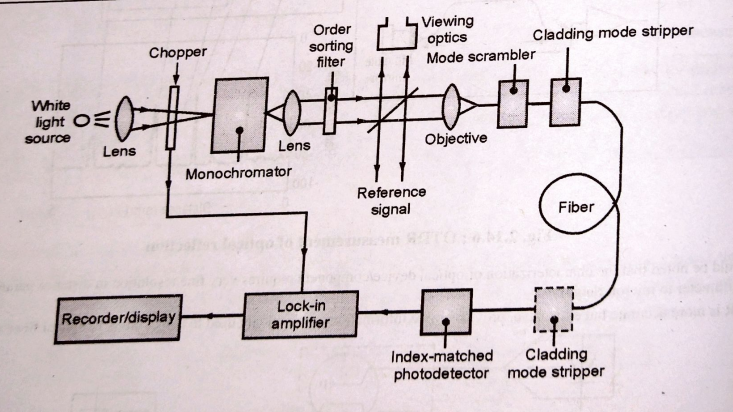 Viewing
optics
Order
sorting
filter
Cladding mode stripper
Chopper
Mode scrambler
White
light
source
Lens
Lens
Objective
Monochromator
Reference
signal
Fiber
Recorder/display
Lock-in
amplifier
Index-matched
photodetector
Cladding
mode stripper